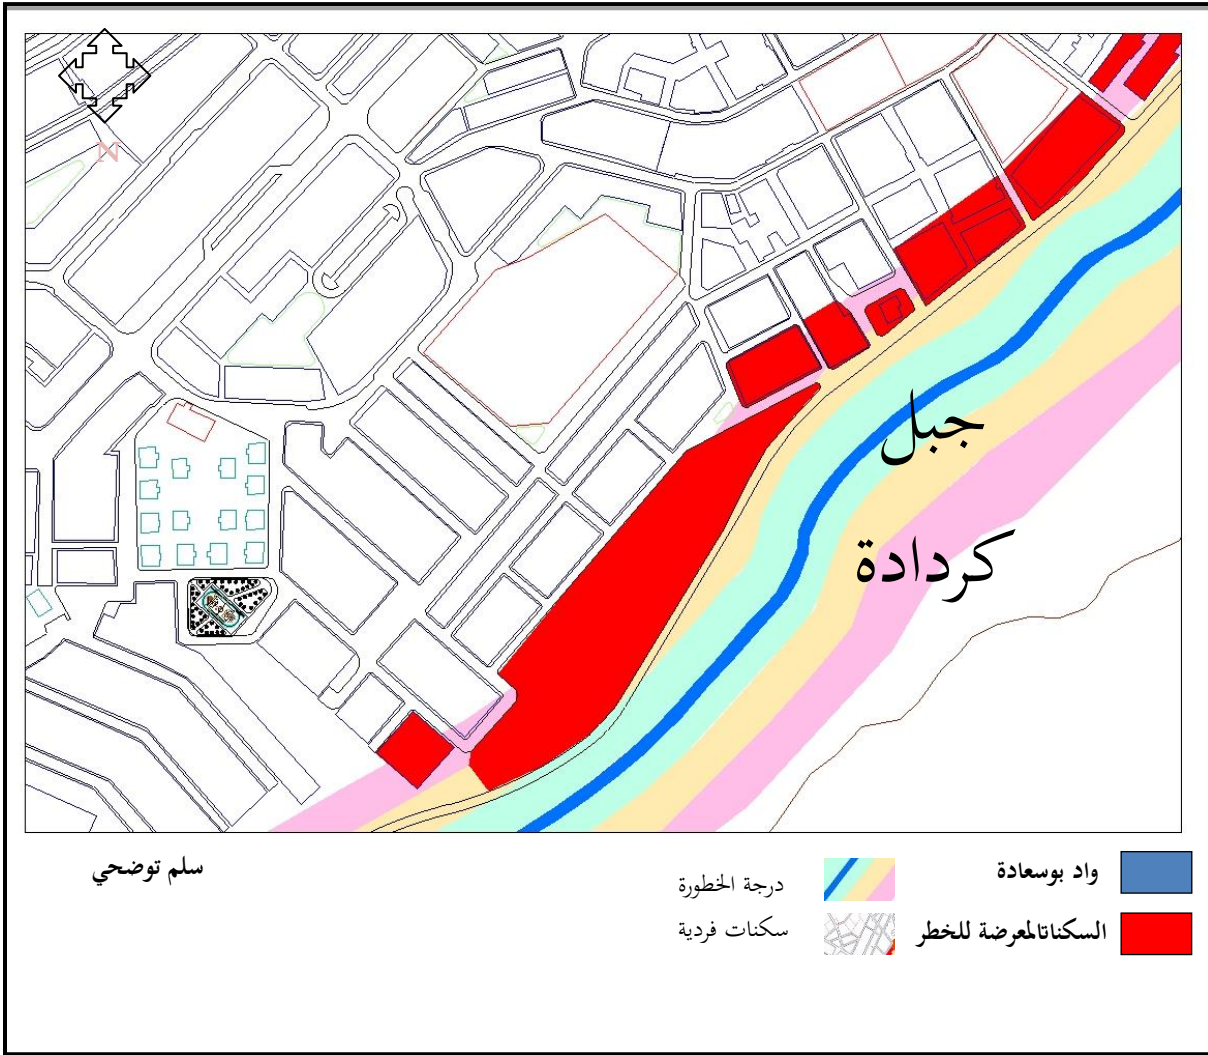 N
جبل
كردادة
واد بوسعادة
درجة الخطورة
سلم توضحي
السكناتالمعرضة للخطر
سكنات فردية